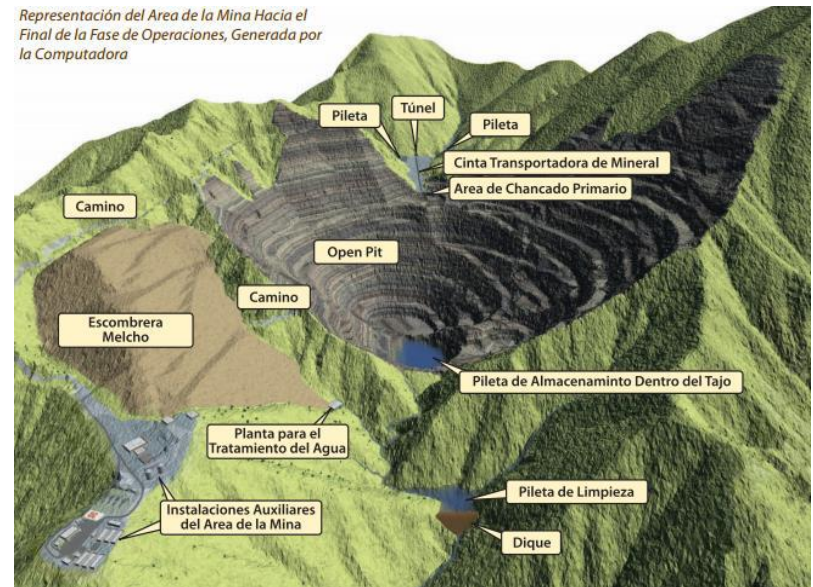 Representación del Area de la Mina Hacia el
Final de la Fase de Operaciones, Generada por
la Computadora
Túnel
Pileta
Pileta
Cinta Transportadora de Mineral
Area de Chancado Primario
Camino
Open Pit
Camino
Escombrera
Melcho
Pileta de Almacenaminto Dentro del Tajo
Planta para el
Tratamiento del Agua
Pileta de Limpieza
Instalaciones Auxiliares
del Area de la Mina
Dique